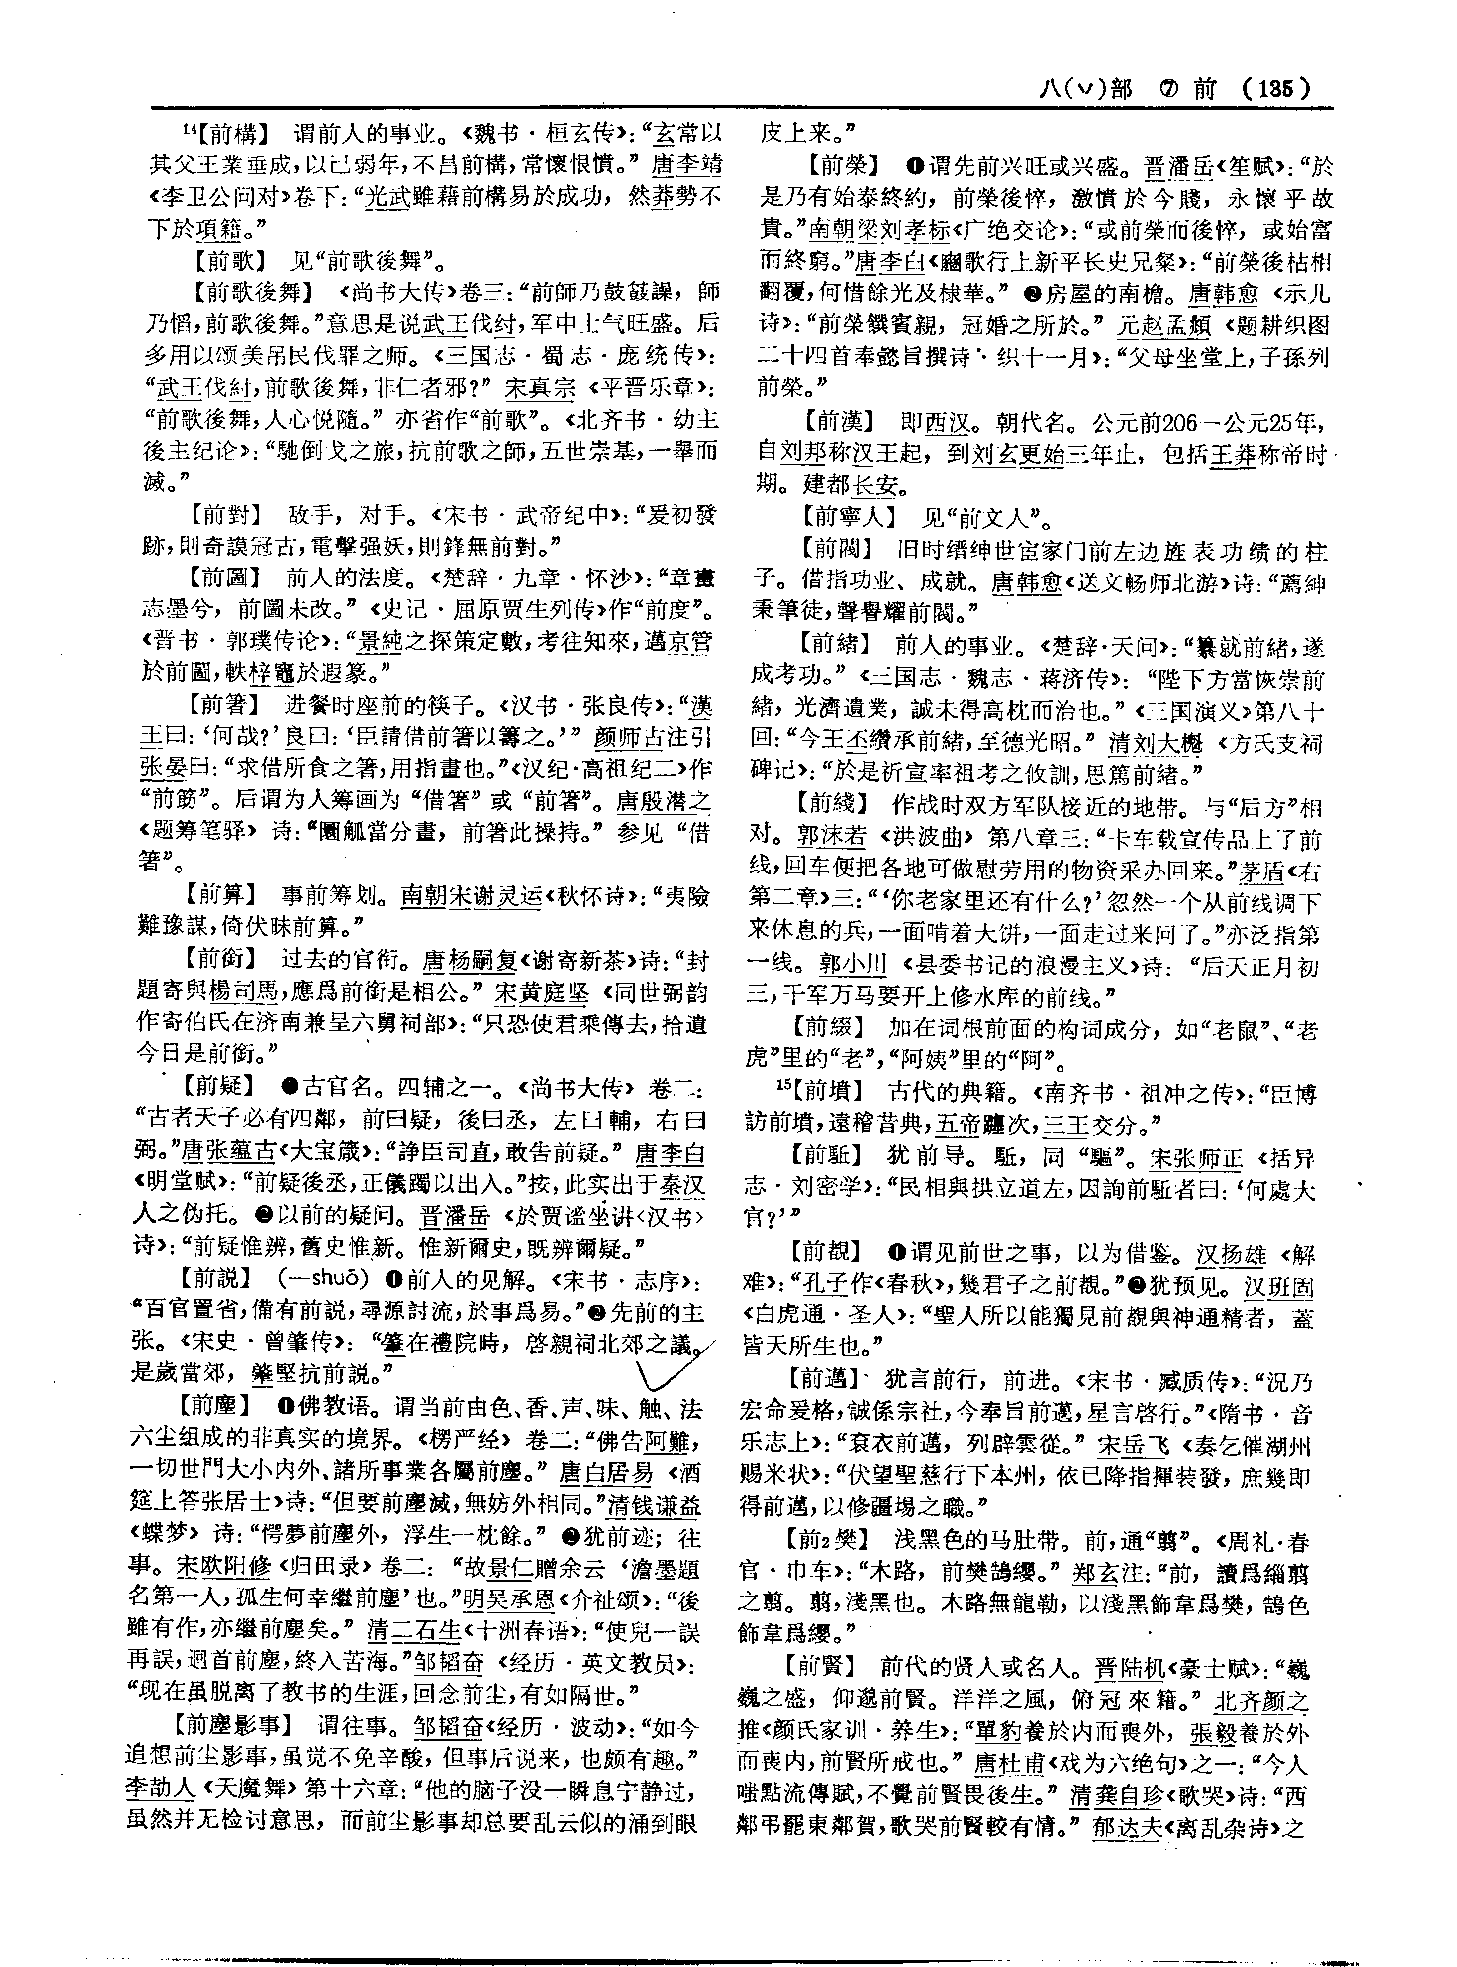 八(丷)部 ⑦ 前 (135)
¹⁴【前構】 谓前人的事业。《魏书·桓玄传》：“玄常以
其父王業垂成，以己弱年，不昌前構，常懷恨憤。” 唐李靖
《李卫公问对》卷下：“光武雖藉前構易於成功，然莽勢不
下於項籍。”
【前歌】 见“前歌後舞”。
【前歌後舞】 《尚书大传》卷三：“前師乃鼓鼗譟，師
乃慆，前歌後舞。”意思是说武王伐纣，军中士气旺盛。后
多用以颂美吊民伐罪之师。《三国志·蜀志·庞统传》：
“武王伐紂，前歌後舞，非仁者邪？” 宋真宗《平晋乐章》：
“前歌後舞，人心悦隨。” 亦省作“前歌”。《北齐书·幼主
後主纪论》：“馳倒戈之旅，抗前歌之師，五世崇基，一舉而
滅。”
【前對】 敌手，对手。《宋书·武帝纪中》：“爰初發
跡，則奇謨冠古，電擊强妖，則鋒無前對。”
【前圖】 前人的法度。《楚辞·九章·怀沙》：“章畫
志墨兮，前圖未改。”《史记·屈原贾生列传》作“前度”。
《晋书·郭璞传论》：“景純之探策定數，考往知來，邁京管
於前圖，軼梓竈於遐篆。”
【前箸】 进餐时座前的筷子。《汉书·张良传》：“漢
王曰：‘何哉？’良曰：‘臣請借前箸以籌之。’” 颜师古注引
张晏曰：“求借所食之箸，用指畫也。”《汉纪·高祖纪二》作
“前筯”。后谓为人筹画为“借箸”或“前箸”。唐殷潜之
《题筹笔驿》诗：“圜觚當分畫，前箸此操持。” 参见“借
箸”。
【前算】 事前筹划。南朝宋谢灵运《秋怀诗》：“夷險
難豫謀，倚伏昧前算。”
【前銜】 过去的官衔。唐杨嗣复《谢寄新茶》诗：“封
題寄與楊司馬，應爲前銜是相公。” 宋黄庭坚《同世弼韵
作寄伯氏在济南兼呈六舅祠部》：“只恐使君乘傳去，拾遺
今日是前銜。”
【前疑】 ❶古官名。四辅之一。《尚书大传》卷二：
“古者天子必有四鄰，前曰疑，後曰丞，左曰輔，右曰
弼。”唐张蕴古《大宝箴》：“諍臣司直，敢告前疑。” 唐李白
《明堂赋》：“前疑後丞，正儀躅以出入。”按，此实出于秦汉
人之伪托。❷以前的疑问。晋潘岳《於贾谧坐讲〈汉书〉
诗》：“前疑惟辨，舊史惟新。惟新爾史，既辨爾疑。”
【前説】 (—shuō) ❶前人的见解。《宋书·志序》：
“百官置省，備有前説，尋源討流，於事爲易。”❷先前的主
张。《宋史·曾肇传》：“肇在禮院時，啓親祠北郊之議。
是歲當郊，肇堅抗前説。”
【前塵】 ❶佛教语。谓当前由色、香、声、味、触、法
六尘组成的非真实的境界。《楞严经》卷二：“佛告阿難，
一切世門大小内外、諸所事業各屬前塵。” 唐白居易《酒
筵上答张居士》诗：“但要前塵滅，無妨外相同。”清钱谦益
《蝶梦》诗：“愕夢前塵外，浮生一枕餘。” ❷犹前迹；往
事。宋欧阳修《归田录》卷二：“故景仁贈余云‘澹墨題
名第一人，孤生何幸繼前塵’也。”明吴承恩《介祉颂》：“後
雖有作，亦繼前塵矣。” 清二石生《十洲春语》：“使兒一誤
再誤，迴首前塵，終入苦海。”邹韬奋《经历·英文教员》：
“现在虽脱离了教书的生涯，回念前尘，有如隔世。”
【前塵影事】 谓往事。邹韬奋《经历·波动》：“如今
追想前尘影事，虽觉不免辛酸，但事后说来，也颇有趣。”
李劼人《天魔舞》第十六章：“他的脑子没一瞬息宁静过，
虽然并无检讨意思，而前尘影事却总要乱云似的涌到眼
皮上来。”
【前榮】 ❶谓先前兴旺或兴盛。晋潘岳《笙赋》：“於
是乃有始泰終約，前榮後悴，激憤於今賤，永懷乎故
貴。”南朝梁刘孝标《广绝交论》：“或前榮而後悴，或始富
而終窮。”唐李白《豳歌行上新平长史兄粲》：“前榮後枯相
翻覆，何惜餘光及棣華。” ❷房屋的南檐。唐韩愈《示儿
诗》：“前榮饌賓親，冠婚之所於。” 元赵孟頫《题耕织图
二十四首奉懿旨撰诗·织十一月》：“父母坐堂上，子孫列
前榮。”
【前漢】 即西汉。朝代名。公元前206—公元25年，
自刘邦称汉王起，到刘玄更始三年止，包括王莽称帝时
期。建都长安。
【前寧人】 见“前文人”。
【前閥】 旧时缙绅世宦家门前左边旌表功绩的柱
子。借指功业、成就。唐韩愈《送文畅师北游》诗：“薦紳
秉筆徒，聲譽耀前閥。”
【前緒】 前人的事业。《楚辞·天问》：“纂就前緒，遂
成考功。”《三国志·魏志·蒋济传》：“陛下方當恢崇前
緒，光濟遺業，誠未得高枕而治也。”《三国演义》第八十
回：“今王丕纘承前緒，至德光昭。” 清刘大櫆《方氏支祠
碑记》：“於是祈宣率祖考之攸訓，思篤前緒。”
【前綫】 作战时双方军队接近的地带。与“后方”相
对。郭沫若《洪波曲》第八章三：“卡车载宣传品上了前
线，回车便把各地可做慰劳用的物资采办回来。”茅盾《右
第二章》三：“‘你老家里还有什么？’忽然一个从前线调下
来休息的兵，一面啃着大饼，一面走过来问了。”亦泛指第
一线。郭小川《县委书记的浪漫主义》诗：“后天正月初
三，千军万马要开上修水库的前线。”
【前綴】 加在词根前面的构词成分，如“老鼠”、“老
虎”里的“老”，“阿姨”里的“阿”。
¹⁵【前墳】 古代的典籍。《南齐书·祖冲之传》：“臣博
訪前墳，遠稽昔典，五帝躔次，三王交分。”
【前駈】 犹前导。駈，同“驅”。宋张师正《括异
志·刘密学》：“民相與拱立道左，因詢前駈者曰：‘何處大
官？’”
【前覩】 ❶谓见前世之事，以为借鉴。汉扬雄《解
难》：“孔子作《春秋》，幾君子之前覩。”❷犹预见。汉班固
《白虎通·圣人》：“聖人所以能獨見前覩與神通精者，蓋
皆天所生也。”
【前邁】 犹言前行，前进。《宋书·臧质传》：“況乃
宏命爰格，誠係宗社，今奉旨前邁，星言啓行。”《隋书·音
乐志上》：“袞衣前邁，列辟雲從。” 宋岳飞《奏乞催湖州
赐米状》：“伏望聖慈行下本州，依已降指揮裝發，庶幾即
得前邁，以修疆埸之職。”
【前₂樊】 浅黑色的马肚带。前，通“翦”。《周礼·春
官·巾车》：“木路，前樊鵠纓。” 郑玄注：“前，讀爲緇翦
之翦。翦，淺黑也。木路無龍勒，以淺黑飾韋爲樊，鵠色
飾韋爲纓。”
【前賢】 前代的贤人或名人。晋陆机《豪士赋》：“巍
巍之盛，仰邈前賢。洋洋之風，俯冠來籍。” 北齐颜之
推《颜氏家训·养生》：“單豹養於内而喪外，張毅養於外
而喪内，前賢所戒也。” 唐杜甫《戏为六绝句》之一：“今人
嗤點流傳賦，不覺前賢畏後生。” 清龚自珍《歌哭》诗：“西
鄰弔罷東鄰賀，歌哭前賢較有情。” 郁达夫《离乱杂诗》之